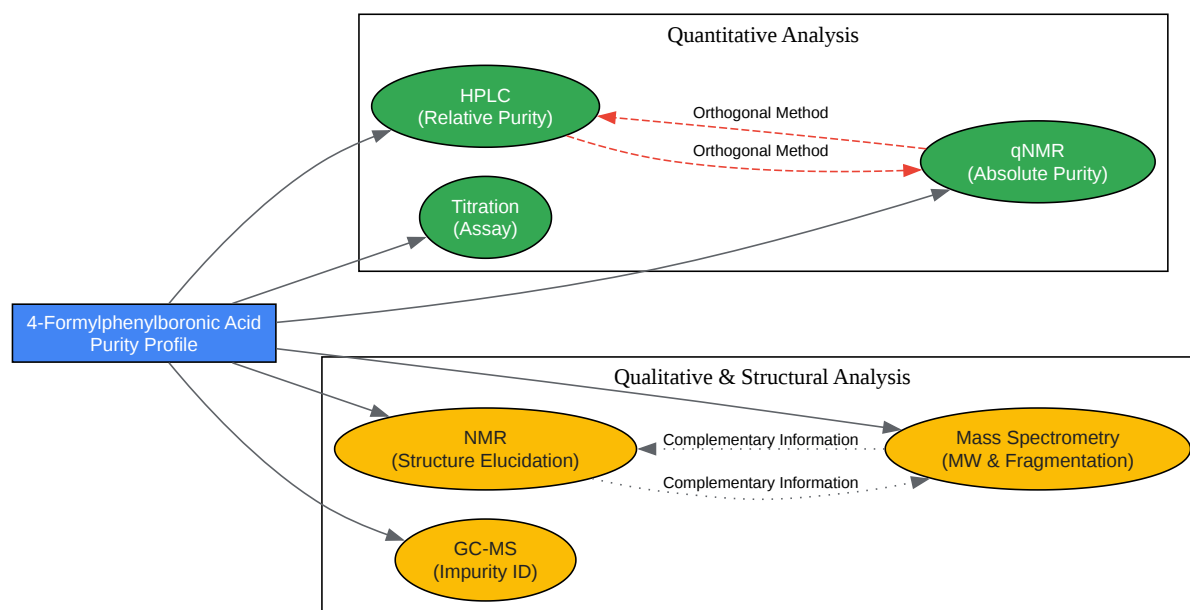 Quantitative Analysis
HPLC
(Relative Purity)
Orthogonal Method
Orthogonal Method
qNMR
(Absolute Purity)
Titration
(Assay)
4-Formylphenylboronic Acid
Purity Profile
Qualitative & Structural Analysis
NMR
(Structure Elucidation)
Complementary Information
Complementary Information
Mass Spectrometry
(MW & Fragmentation)
GC-MS
(Impurity ID)